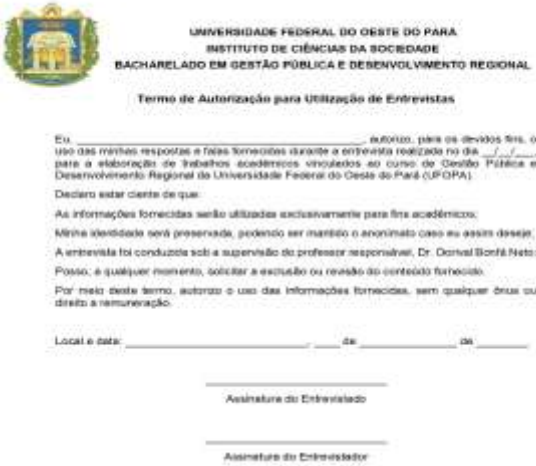 UNIVERSIDADE FEDERAL DO OESTE DO PARÁ
INSTITUTO DE CIÊNCIAS DA SOCIEDADE
BACHARELADO EM GESTÃO PÚBLICA E DESENVOLVIMENTO REGIONAL
Termo de Autorização para Utilização de Entrevistas
Eu, ________________________________, autorizo, para os devidos fins, o
uso das minhas respostas e falas fornecidas durante a entrevista realizada no dia __/__/____,
para a elaboração de trabalhos acadêmicos vinculados ao curso de Gestão Pública e
Desenvolvimento Regional da Universidade Federal do Oeste do Pará (UFOPA).
Declaro estar ciente de que:
As informações fornecidas serão utilizadas exclusivamente para fins acadêmicos;
Minha identidade será preservada, podendo ser mantido o anonimato caso eu assim deseje;
A entrevista foi conduzida sob a supervisão do professor responsável, Dr. Dorival Bonfá Neto;
Posso, a qualquer momento, solicitar a exclusão ou revisão do conteúdo fornecido.
Por meio deste termo, autorizo o uso das informações fornecidas, sem qualquer ônus ou
direito a remuneração.
Local e data: ______________________, ____ de ____________ de ______
Assinatura do Entrevistado
Assinatura do Entrevistador